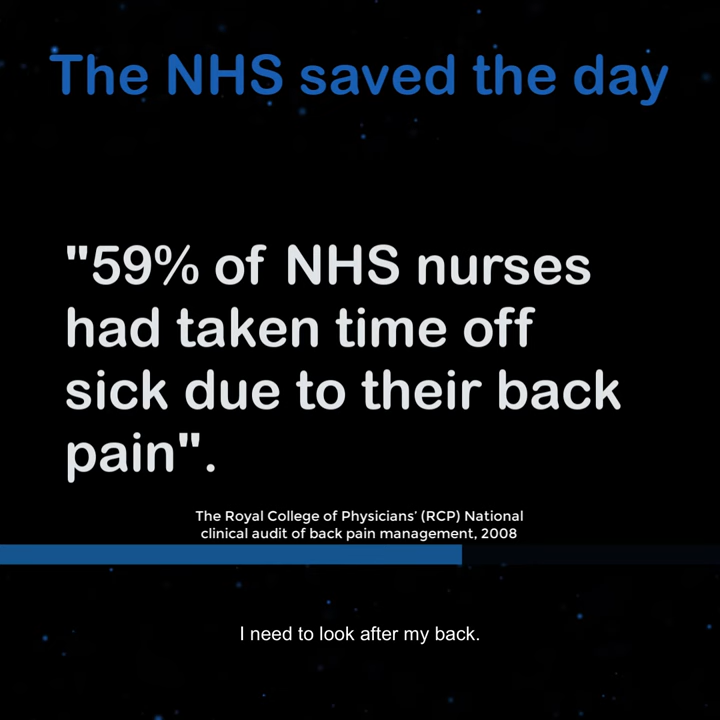 The NHS saved the day
"59% of NHS nurses
had taken time off
sick due to their back
pain".
The Royal College of Physicians’ (RCP) National
clinical audit of back pain management, 2008
I need to look after my back.